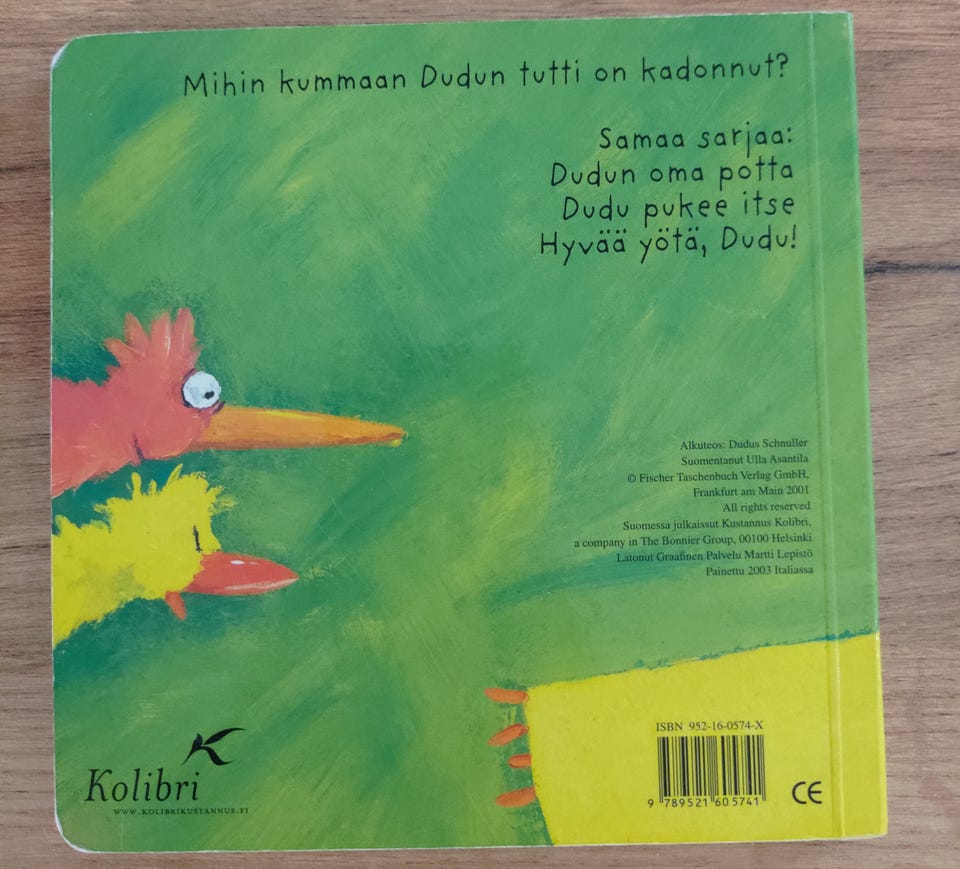 Mihin kummaan Dudun tutti on kadonnut?
Samaa sarjaa:
Dudun oma potta
Dudu pukee itse
Hyvää yötä, Dudu!
Alkuteos: Dudus Schnuller
Suomentanut Ulla Asantila
© Fischer Taschenbuch Verlag GmbH,
Frankfurt am Main 2001
All rights reserved
Suomessa julkaissut Kustannus Kolibri,
a company in The Bonnier Group, 00100 Helsinki
Latonut Graafinen Palvelu Martti Lepistö
Painettu 2003 Italiassa
ISBN 952-16-0574-X
9 789521 605741
CE
Kolibri
WWW.KOLIBRIKUSTANNUS.FI